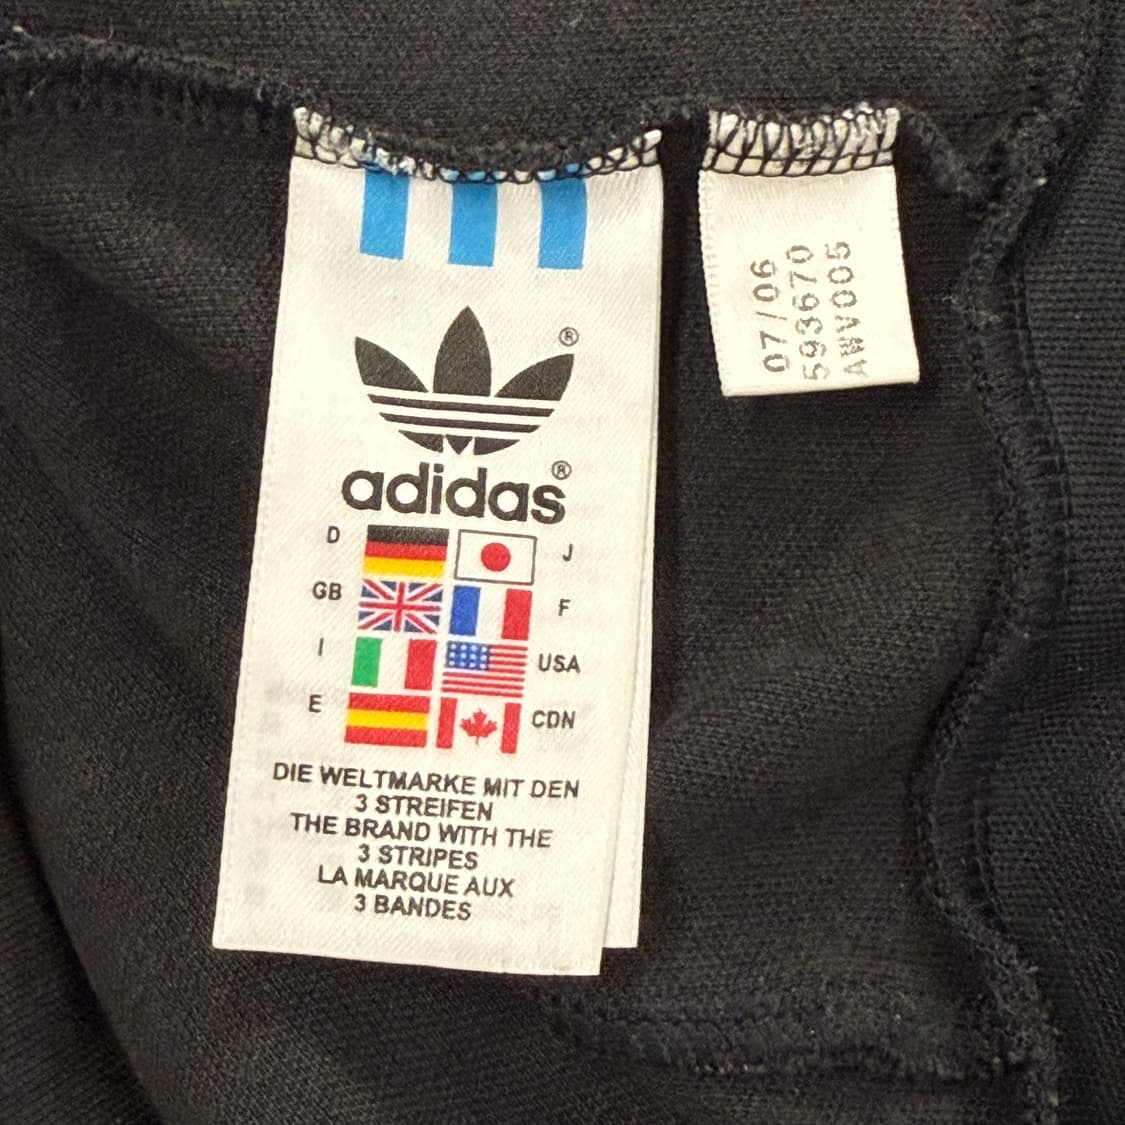 ®
adidas®
D
J
GB
F
I
USA
E
CDN
DIE WELTMARKE MIT DEN
3 STREIFEN
THE BRAND WITH THE
3 STRIPES
LA MARQUE AUX
3 BANDES
07/06
593670
AWV005